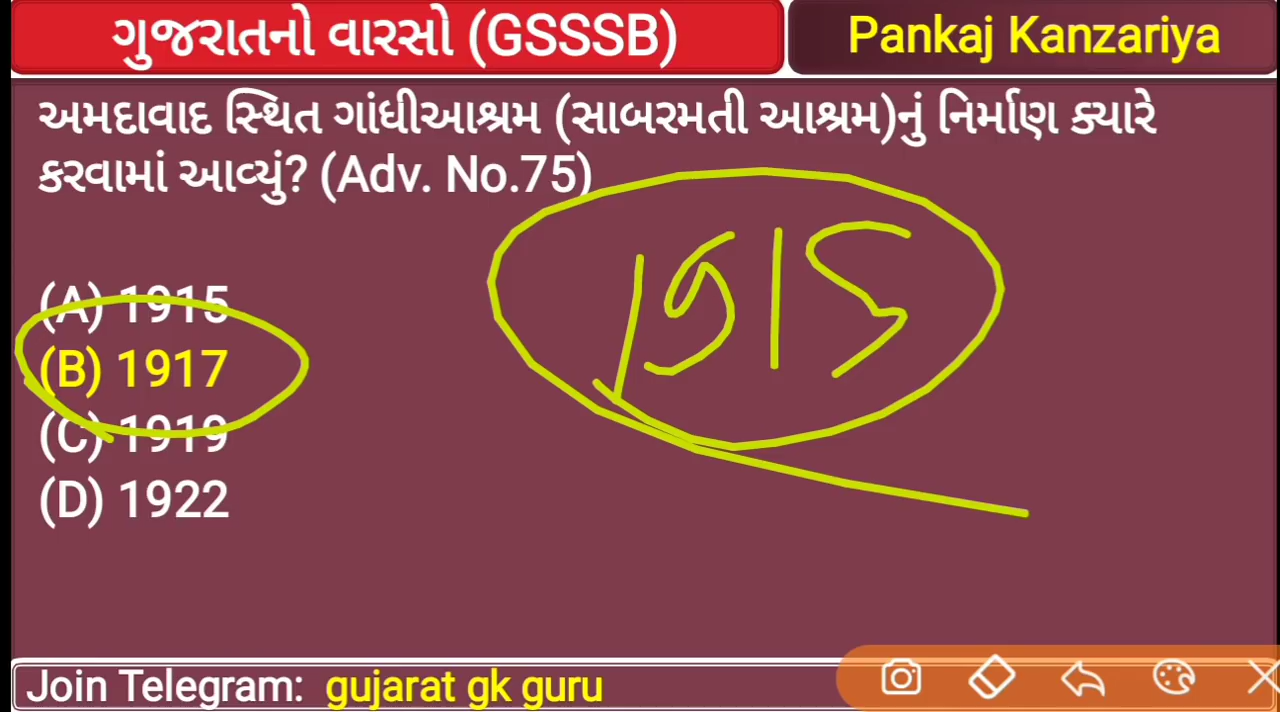 ગુજરાતનો વારસો (GSSSB)
Pankaj Kanzariya
અમદાવાદ સ્થિત ગાંધીઆશ્રમ (સાબરમતી આશ્રમ)નું નિર્માણ ક્યારે
કરવામાં આવ્યું? (Adv. No.75)
1915
(A) 1915
(B) 1917
(C) 1919
(D) 1922
Join Telegram: gujarat gk guru